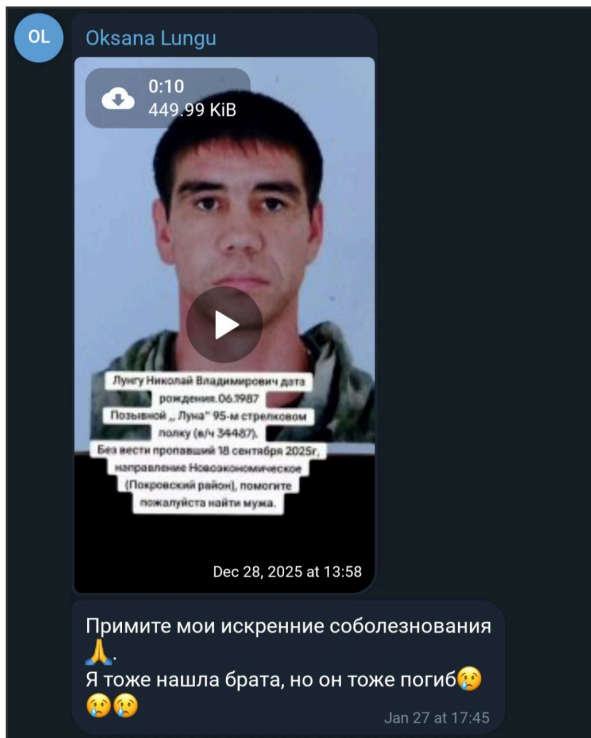 OL
Oksana Lungu
0:10
449.99 KiB
Лунгу Николай Владимирович дата
рождения.06.1987
Позывной ,, Луна" 95-м стрелковом
полку (в/ч 34487).
Без вести пропавший 18 сентября 2025г,
направление Новоэкономическое
(Покровский район), помогите
пожалуйста найти мужа.
Dec 28, 2025 at 13:58
Примите мои искренние соболезнования
🙏.
Я тоже нашла брата, но он тоже погиб😢
😢😢
Jan 27 at 17:45